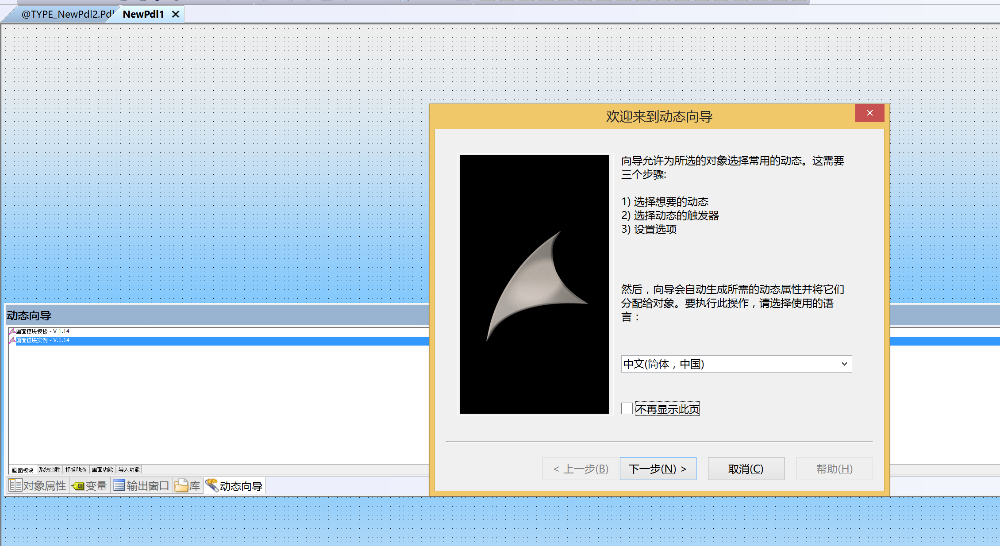 @TYPE_NewPdl2.Pdl
NewPdl1
欢迎来到动态向导
向导允许为所选的对象选择常用的动态。这需要
三个步骤:
1) 选择想要的动态
2) 选择动态的触发器
3) 设置选项
然后，向导会自动生成所需的动态属性并将它们
分配给对象。要执行此操作，请选择使用的语
言：
中文(简体，中国)
不再显示此页
< 上一步(B)
下一步(N) >
取消(C)
帮助(H)
动态向导
画面模块模板 - V 1.14
画面模块实例 - V.1.14
画面模块 系统函数 标准动态 画面功能 导入功能
对象属性 变量 输出窗口 库 动态向导